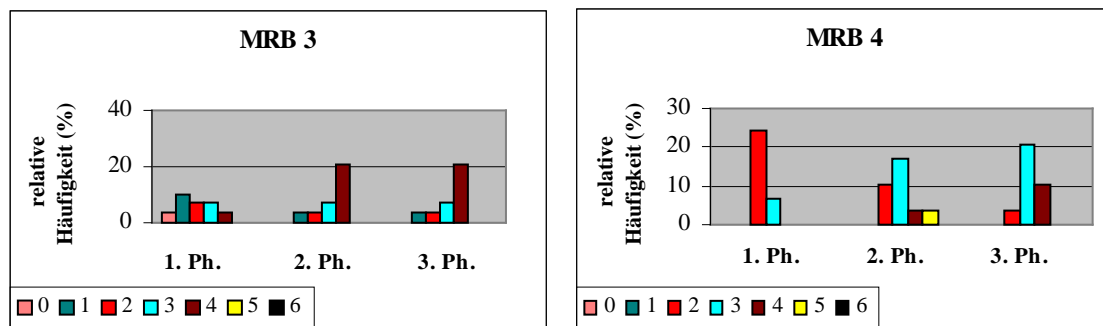 MRB 3
relative
Häufigkeit (%)
40
20
0
1. Ph. 2. Ph. 3. Ph.
0 1 2 3 4 5 6
MRB 4
relative
Häufigkeit (%)
30
20
10
0
1. Ph. 2. Ph. 3. Ph.
0 1 2 3 4 5 6